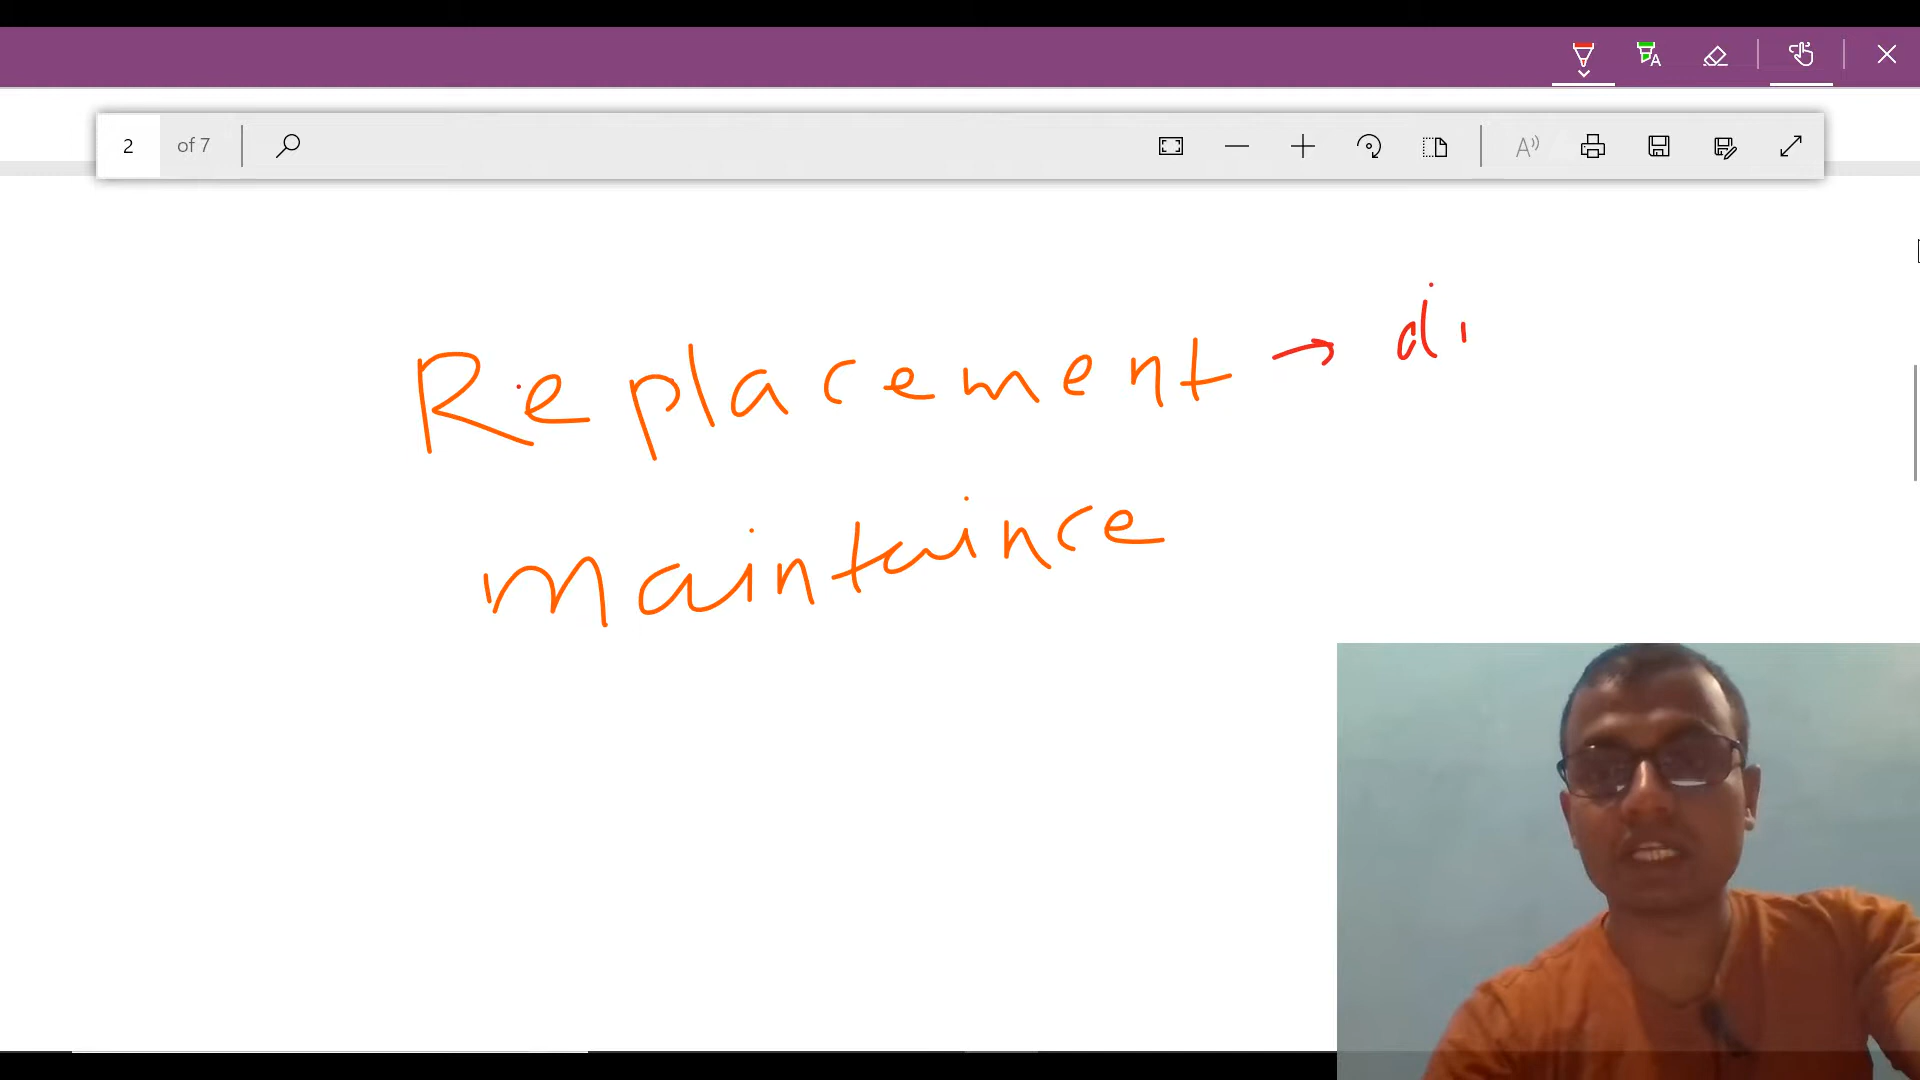 2 of 7
Replacement → di
maintaince